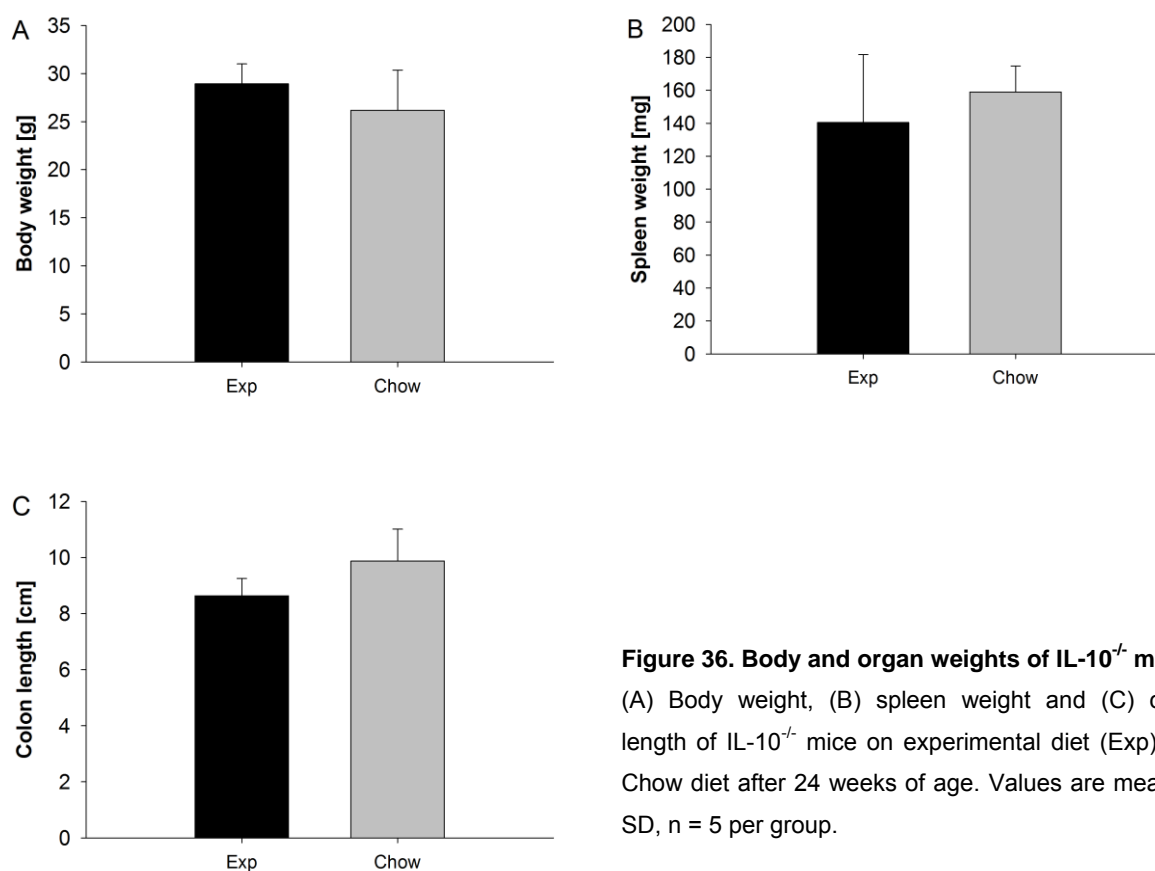 A
Body weight [g]
35
30
25
20
15
10
5
0
Exp Chow
B
Spleen weight [mg]
200
180
160
140
120
100
80
60
40
20
0
Exp Chow
C
Colon length [cm]
12
10
8
6
4
2
0
Exp Chow
Figure 36. Body and organ weights of IL-10-/-
(A) Body weight, (B) spleen weight and (C)
length of IL-10-/- mice on experimental diet (Exp)
Chow diet after 24 weeks of age. Values are
SD, n = 5 per group.